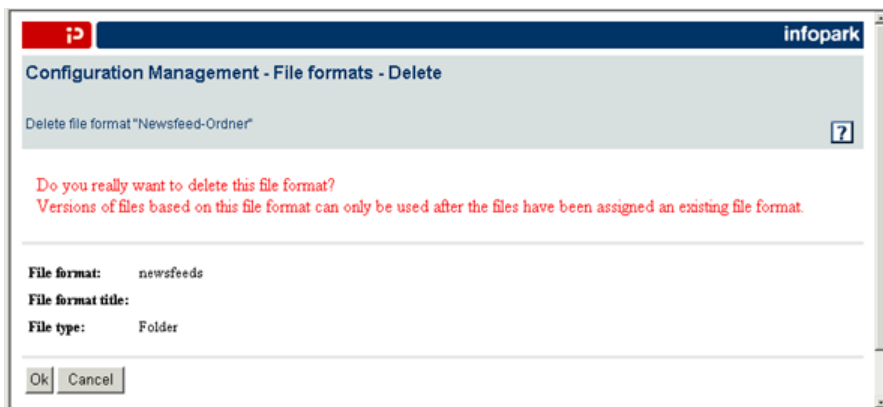 infopark
Configuration Management - File formats - Delete
Delete file format "Newsfeed-Ordner"
?
Do you really want to delete this file format?
Versions of files based on this file format can only be used after the files have been assigned an existing file format.
File format: newsfeeds
File format title:
File type: Folder
Ok Cancel